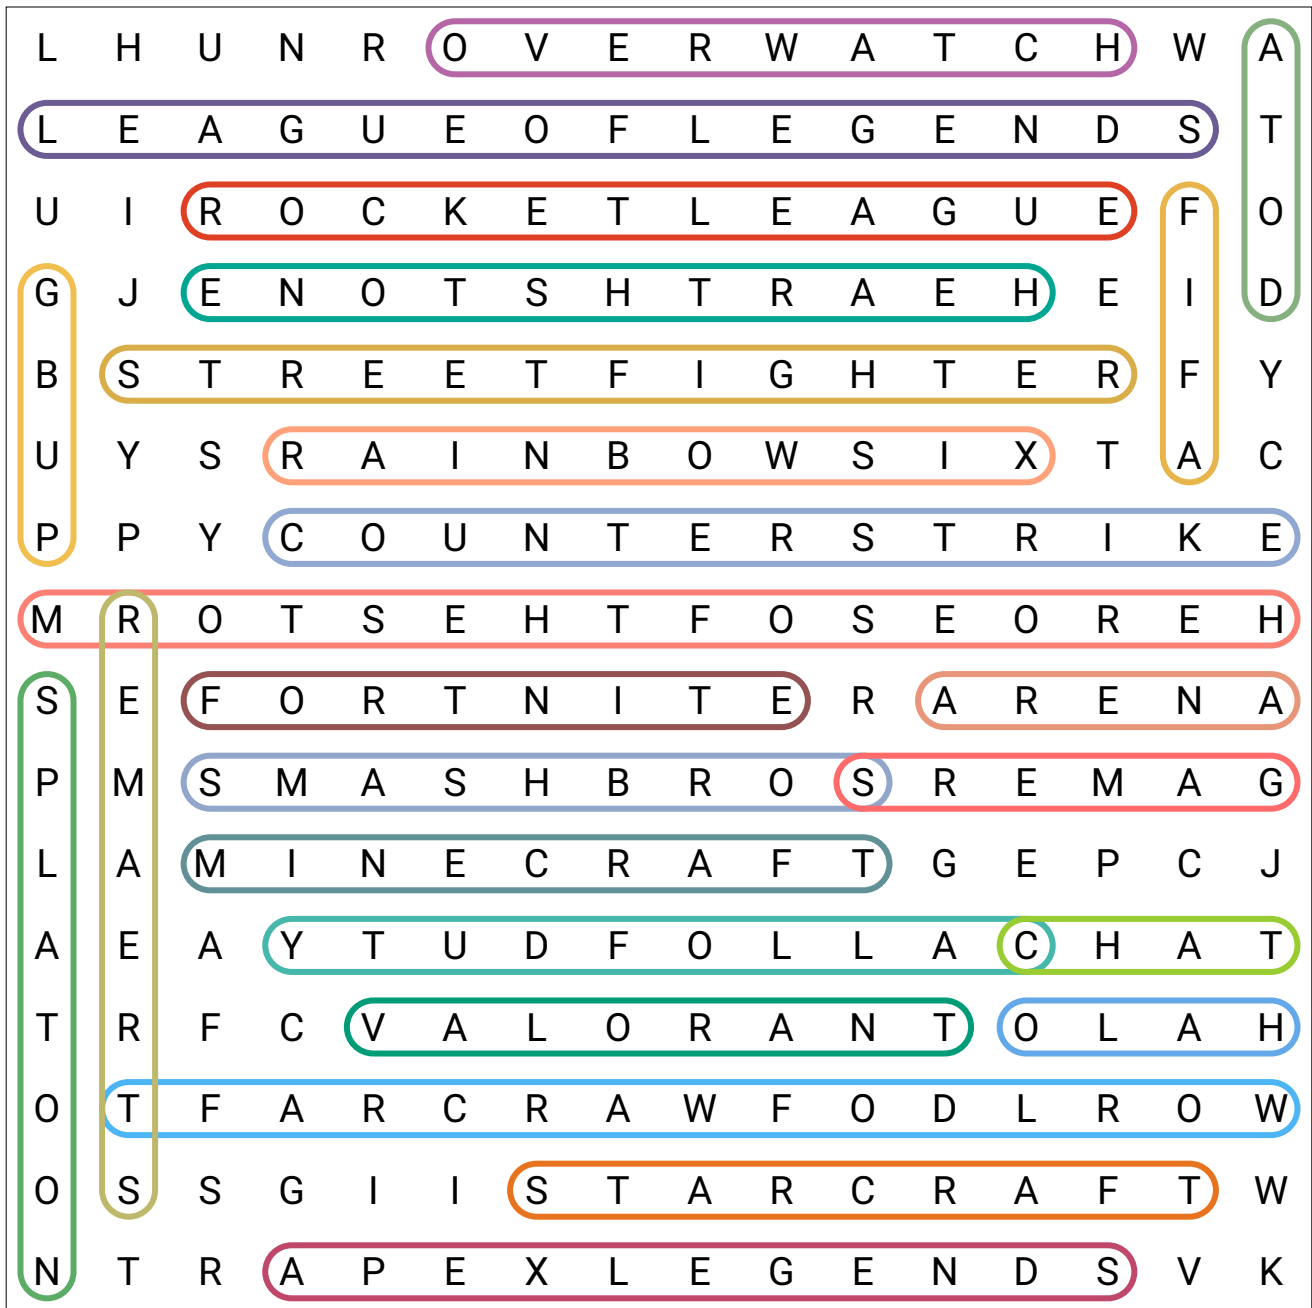 L H U N R O V E R W A T C H W A
L E A G U E O F L E G E N D S T
U I R O C K E T L E A G U E F O
G J E N O T S H T R A E H E I D
B S T R E E T F I G H T E R F Y
U Y S R A I N B O W S I X T A C
P P Y C O U N T E R S T R I K E
M R O T S E H T F O S E O R E H
S E F O R T N I T E R A R E N A
P M S M A S H B R O S R E M A G
L A M I N E C R A F T G E P C J
A E A Y T U D F O L L A C H A T
T R F C V A L O R A N T O L A H
O T F A R C R A W F O D L R O W
O S S G I I S T A R C R A F T W
N T R A P E X L E G E N D S V K